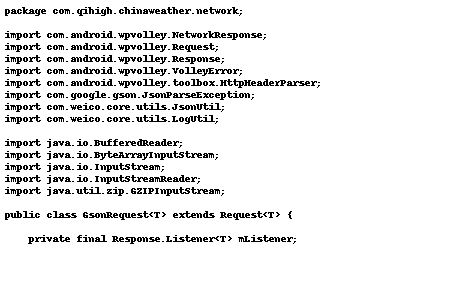 package com.qihigh.chinaweather.network;

import com.android.wpvolley.NetworkResponse;
import com.android.wpvolley.Request;
import com.android.wpvolley.Response;
import com.android.wpvolley.VolleyError;
import com.android.wpvolley.toolbox.HttpHeaderParser;
import com.google.gson.JsonParseException;
import com.weico.core.utils.JsonUtil;
import com.weico.core.utils.LogUtil;

import java.io.BufferedReader;
import java.io.ByteArrayInputStream;
import java.io.InputStream;
import java.io.InputStreamReader;
import java.util.zip.GZIPInputStream;

public class GsonRequest<T> extends Request<T> {

    private final Response.Listener<T> mListener;